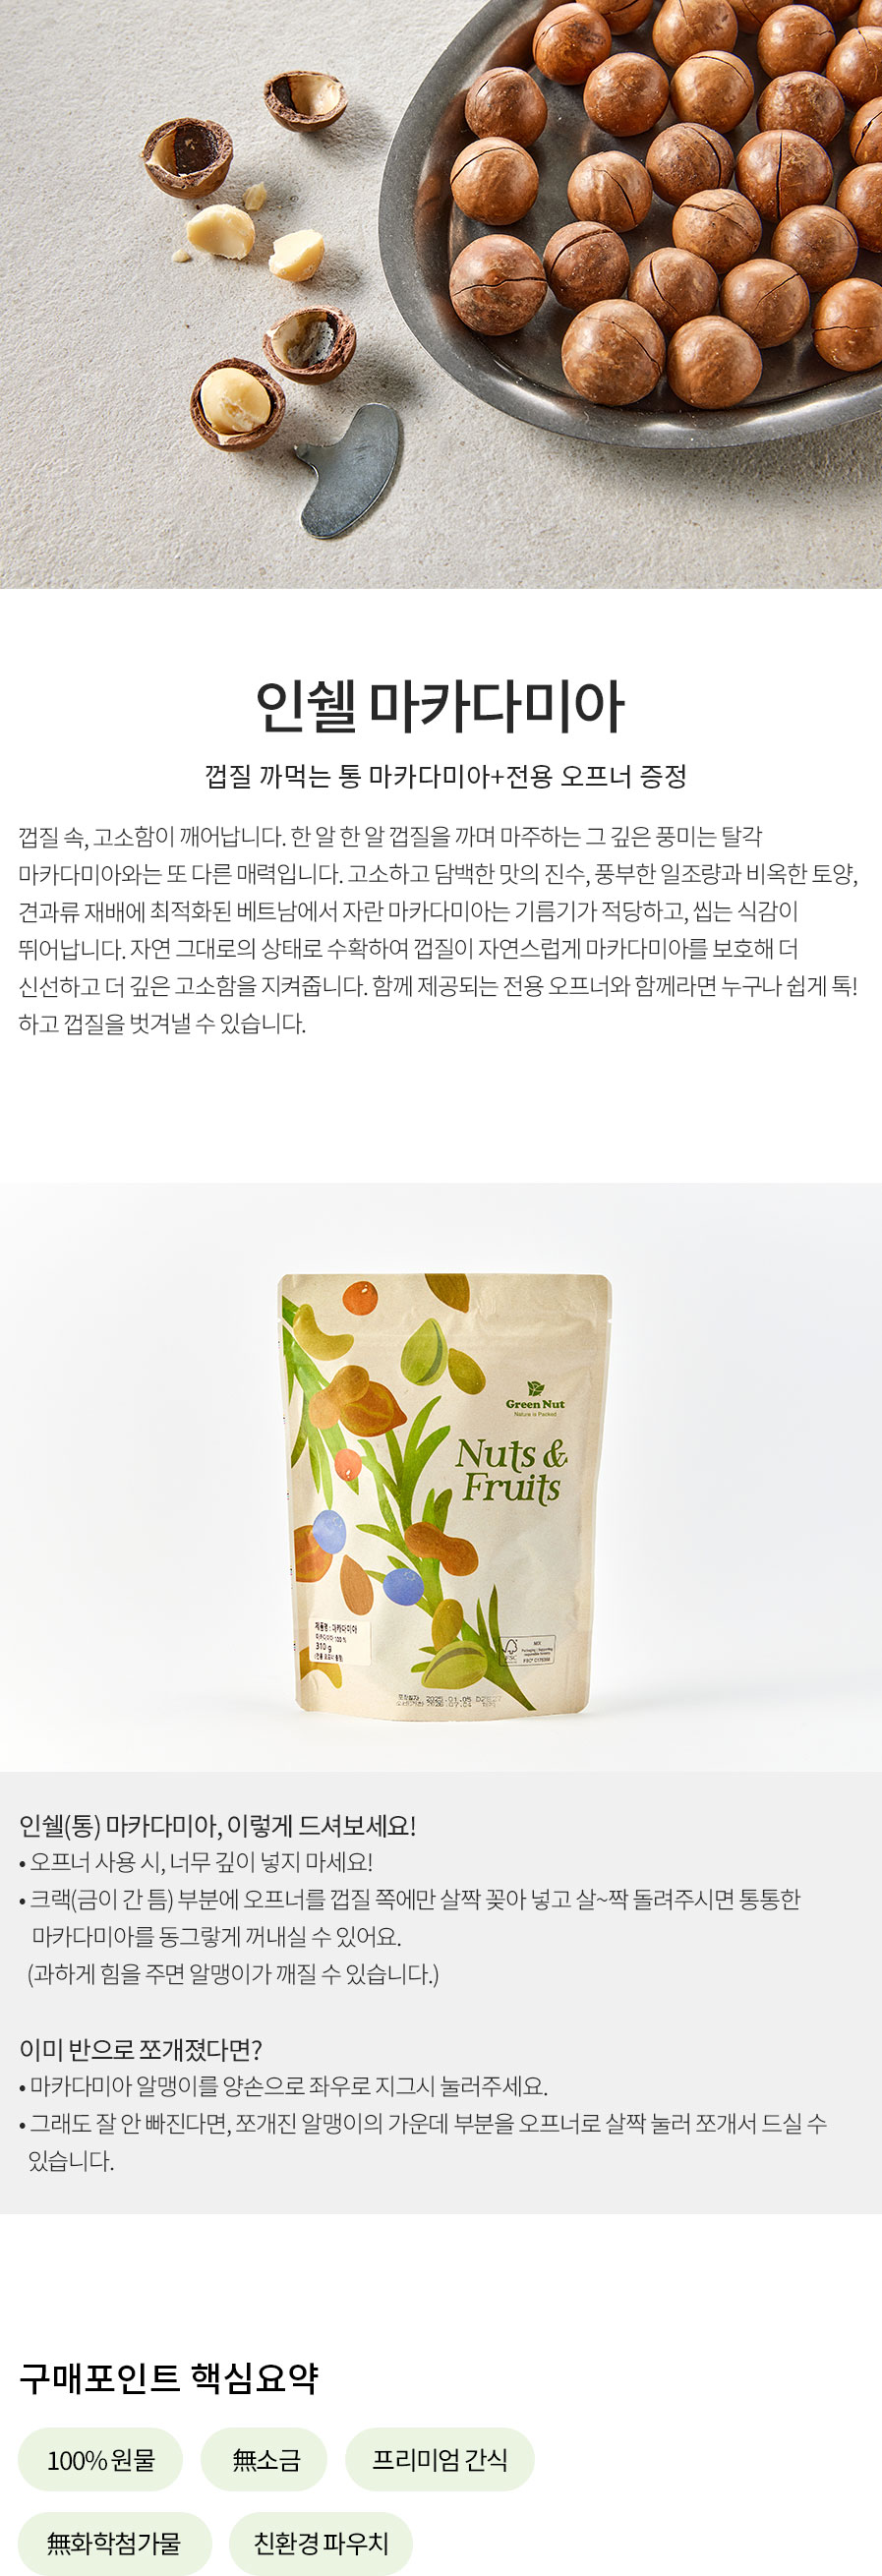 인쉘 마카다미아
껍질 까먹는 통 마카다미아+전용 오프너 증정
껍질 속, 고소함이 깨어납니다. 한 알 한 알 껍질을 까며 마주하는 그 깊은 풍미는 탈각
마카다미아와는 또 다른 매력입니다. 고소하고 담백한 맛의 진수, 풍부한 일조량과 비옥한 토양,
견과류 재배에 최적화된 베트남에서 자란 마카다미아는 기름기가 적당하고, 씹는 식감이
뛰어납니다. 자연 그대로의 상태로 수확하여 껍질이 자연스럽게 마카다미아를 보호해 더
신선하고 더 깊은 고소함을 지켜줍니다. 함께 제공되는 전용 오프너와 함께라면 누구나 쉽게 톡!
하고 껍질을 벗겨낼 수 있습니다.
Green Nut
Nature is Packed
Nuts &
Fruits
제품명 : 마카다미아
310 g
MIX
FSC
인쉘(통) 마카다미아, 이렇게 드셔보세요!
• 오프너 사용 시, 너무 깊이 넣지 마세요!
• 크랙(금이 간 틈) 부분에 오프너를 껍질 쪽에만 살짝 꽂아 넣고 살~짝 돌려주시면 통통한
마카다미아를 동그랗게 꺼내실 수 있어요.
(과하게 힘을 주면 알맹이가 깨질 수 있습니다.)
이미 반으로 쪼개졌다면?
• 마카다미아 알맹이를 양손으로 좌우로 지그시 눌러주세요.
• 그래도 잘 안 빠진다면, 쪼개진 알맹이의 가운데 부분을 오프너로 살짝 눌러 쪼개서 드실 수
있습니다.
구매포인트 핵심요약
100% 원물 無소금 프리미엄 간식
無화학첨가물 친환경 파우치